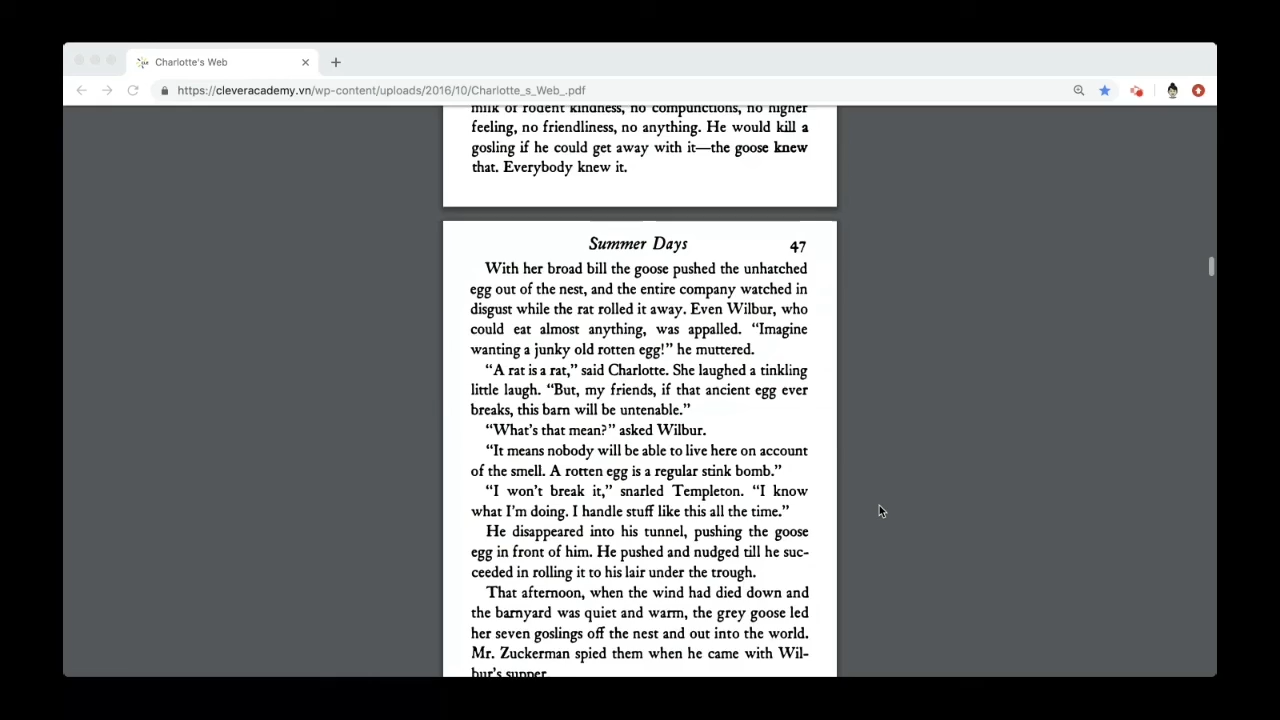 Charlotte's Web
https://cleveracademy.vn/wp-content/uploads/2016/10/Charlotte_s_Web_.pdf
milk of rodent kindness, no compunctions, no higher
feeling, no friendliness, no anything. He would kill a
gosling if he could get away with it—the goose knew
that. Everybody knew it.
Summer Days 47
With her broad bill the goose pushed the unhatched
egg out of the nest, and the entire company watched in
disgust while the rat rolled it away. Even Wilbur, who
could eat almost anything, was appalled. “Imagine
wanting a junky old rotten egg!” he muttered.
“A rat is a rat,” said Charlotte. She laughed a tinkling
little laugh. “But, my friends, if that ancient egg ever
breaks, this barn will be untenable.”
“What’s that mean?” asked Wilbur.
“It means nobody will be able to live here on account
of the smell. A rotten egg is a regular stink bomb.”
“I won’t break it,” snarled Templeton. “I know
what I’m doing. I handle stuff like this all the time.”
He disappeared into his tunnel, pushing the goose
egg in front of him. He pushed and nudged till he suc-
ceeded in rolling it to his lair under the trough.
That afternoon, when the wind had died down and
the barnyard was quiet and warm, the grey goose led
her seven goslings off the nest and out into the world.
Mr. Zuckerman spied them when he came with Wil-
bur’s supper.